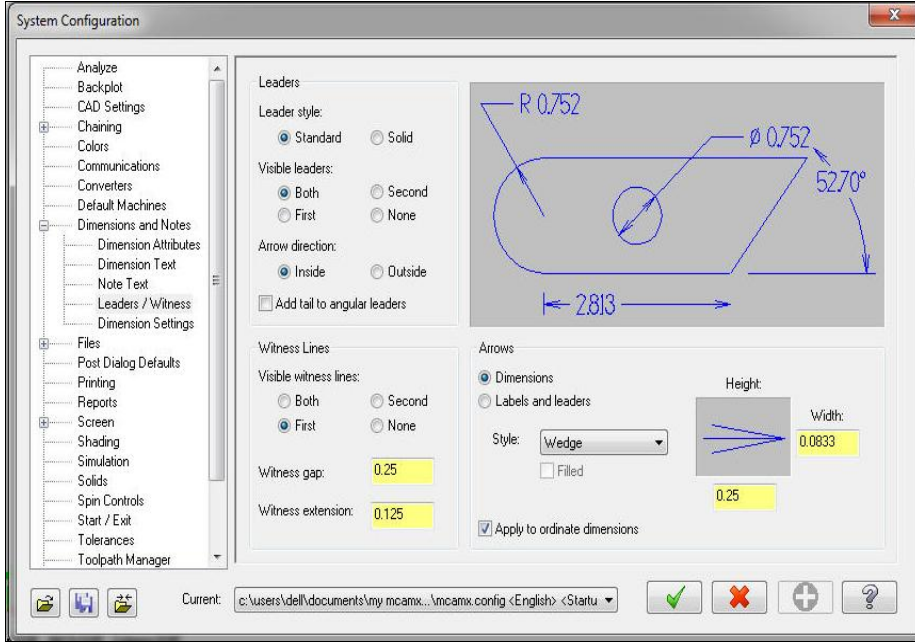 System Configuration
Analyze
Backplot
CAD Settings
Chaining
Colors
Communications
Converters
Default Machines
Dimensions and Notes
Dimension Attributes
Dimension Text
Note Text
Leaders / Witness
Dimension Settings
Files
Post Dialog Defaults
Printing
Reports
Screen
Shading
Simulation
Solids
Spin Controls
Start / Exit
Tolerances
Toolpath Manager
Leaders
Leader style:
Standard Solid
Visible leaders:
Both Second
First None
Arrow direction:
Inside Outside
Add tail to angular leaders
R 0.752
Ø 0.752
52.70°
2.813
Witness Lines
Visible witness lines:
Both Second
First None
Witness gap: 0.25
Witness extension: 0.125
Arrows
Dimensions
Labels and leaders
Style: Wedge
Filled
Height:
Width:
0.0833
0.25
Apply to ordinate dimensions
Current: c:\users\dell\documents\my mcamx...\mcamx.config <English> <Startu